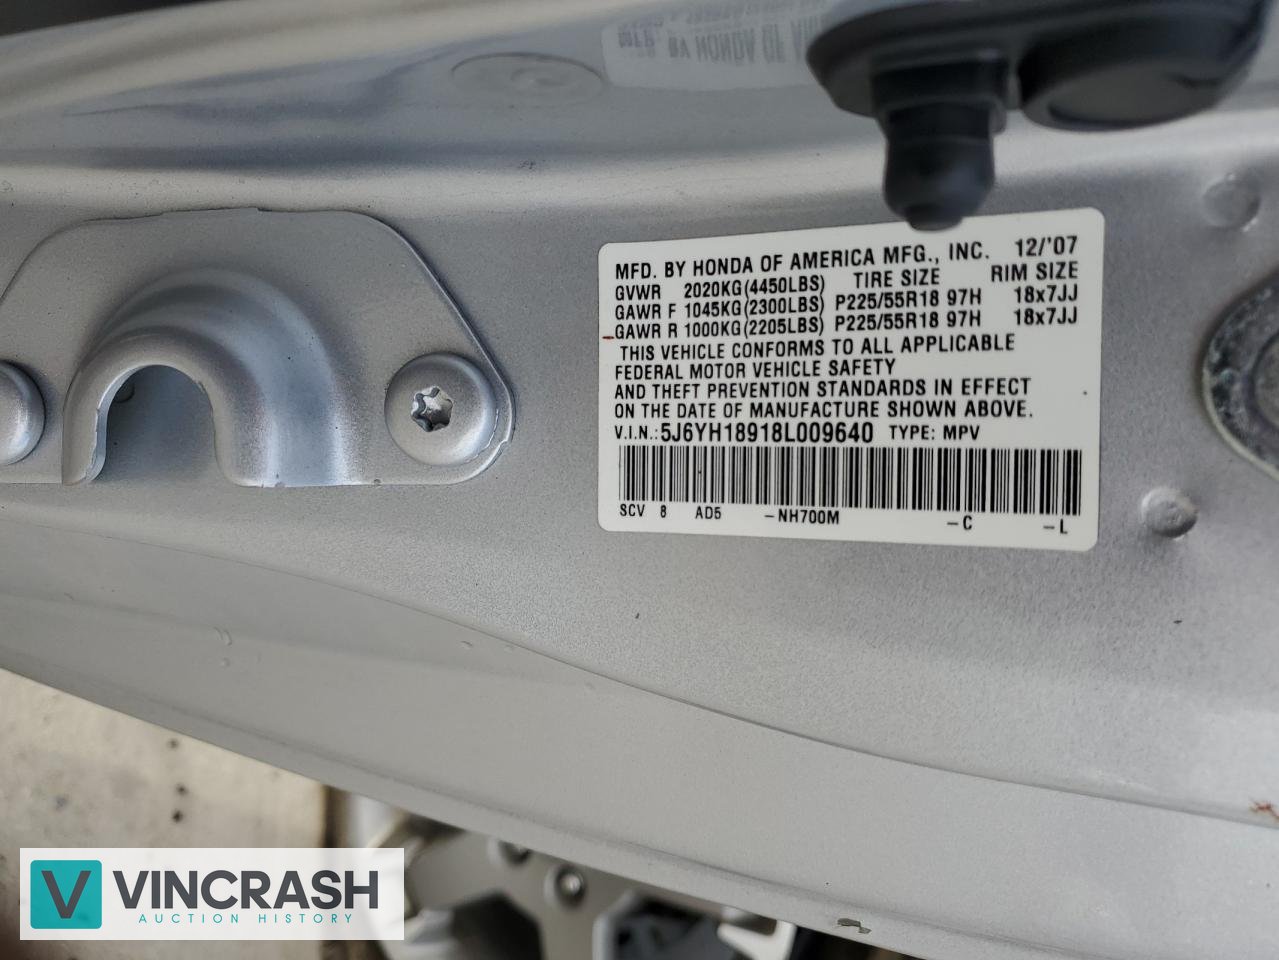 MFD. BY HONDA OF AMERICA MFG., INC. 12/'07
GVWR 2020KG(4450LBS) TIRE SIZE RIM SIZE
GAWR F 1045KG(2300LBS) P225/55R18 97H 18x7JJ
GAWR R 1000KG(2205LBS) P225/55R18 97H 18x7JJ
THIS VEHICLE CONFORMS TO ALL APPLICABLE
FEDERAL MOTOR VEHICLE SAFETY
AND THEFT PREVENTION STANDARDS IN EFFECT
ON THE DATE OF MANUFACTURE SHOWN ABOVE.
V.I.N.: 5J6YH18918L009640 TYPE: MPV
SCV 8 AD5 -NH700M -C -L
V VINCRASH
AUCTION HISTORY